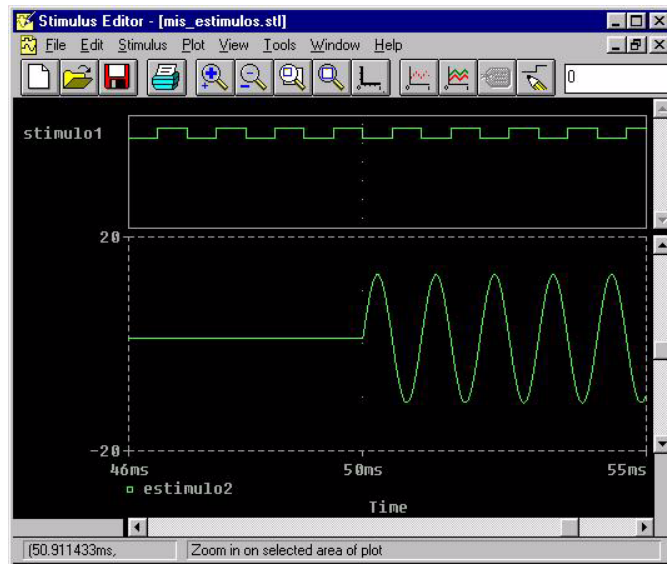 Stimulus Editor - [mis_estimulos.stl]
File Edit Stimulus Plot View Tools Window Help
0
stimulo1
20
-20
46ms 50ms 55ms
estimulo2
Time
(50.911433ms, Zoom in on selected area of plot